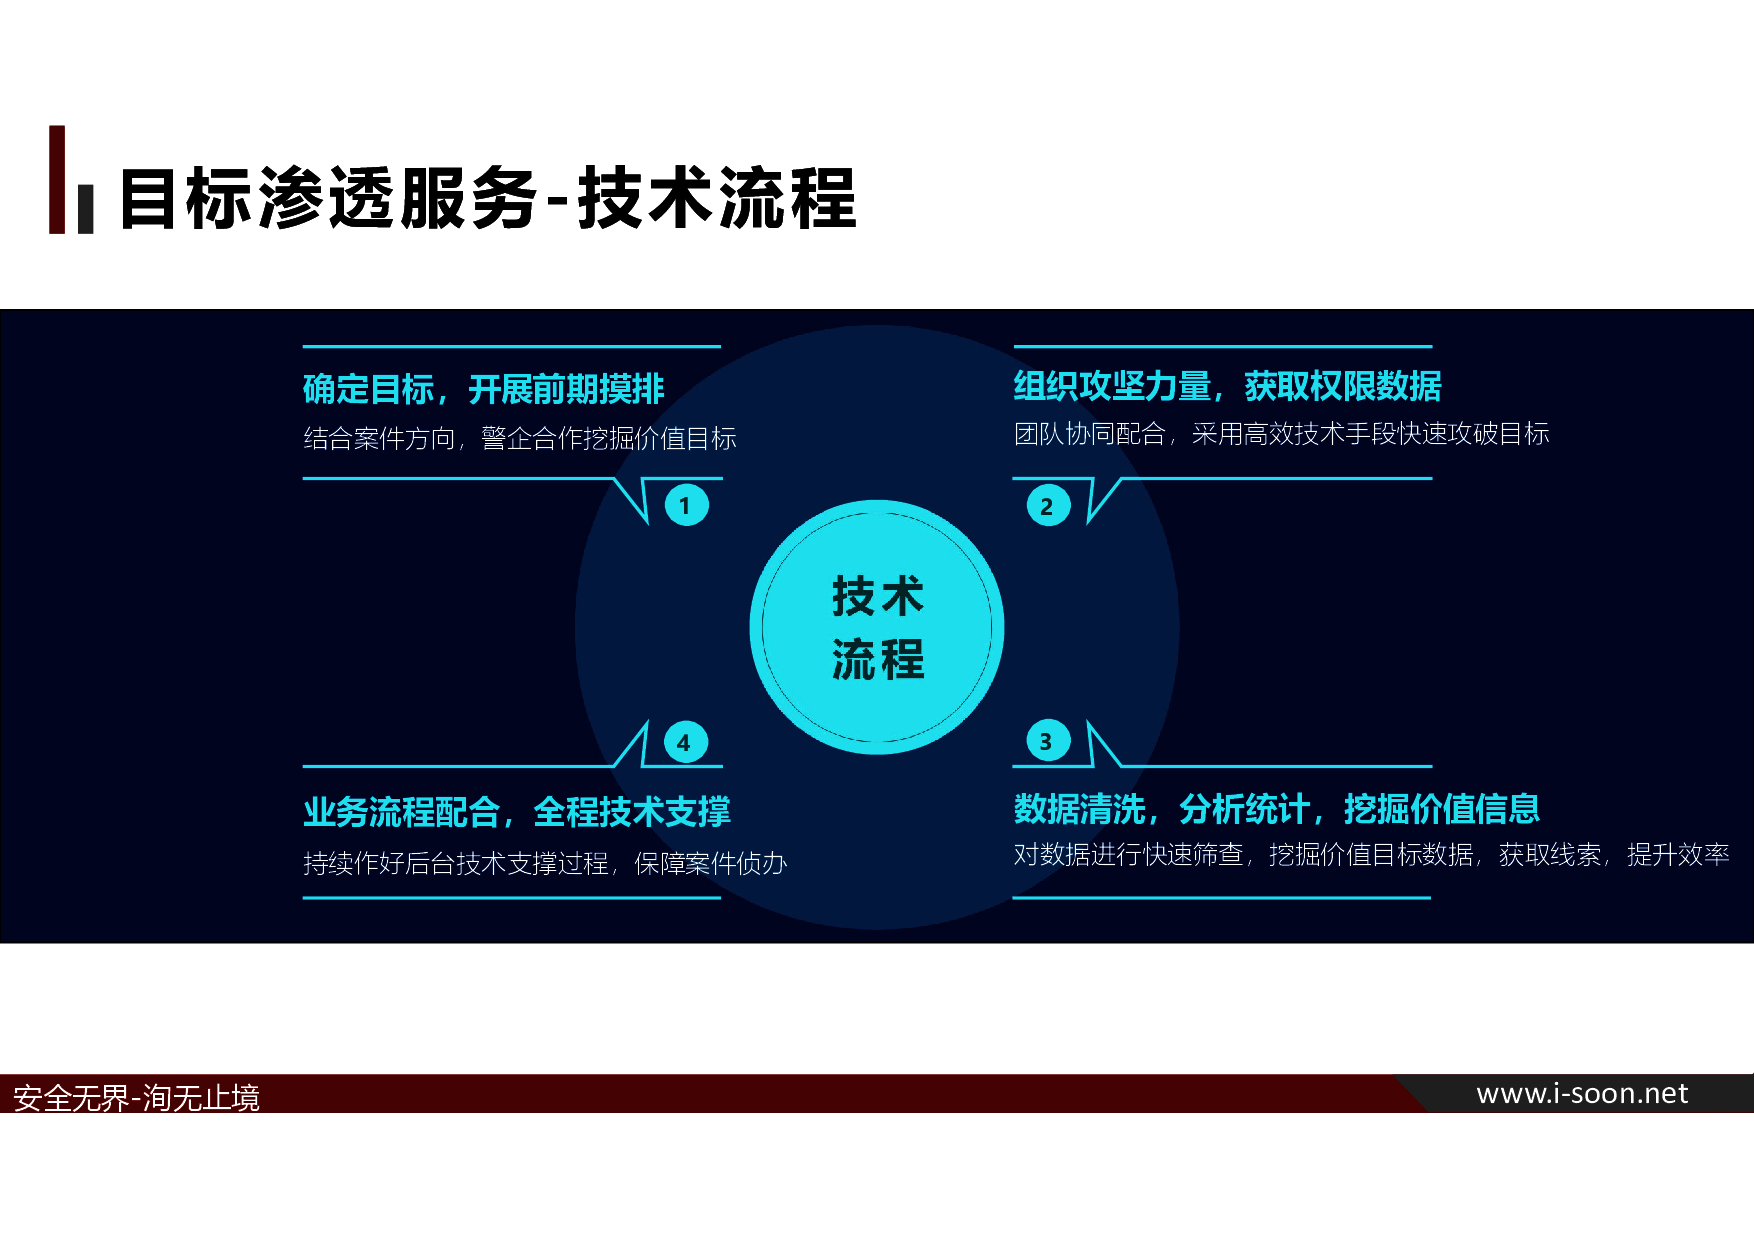 目标渗透服务-技术流程
确定目标，开展前期摸排
结合案件方向，警企合作挖掘价值目标
1
组织攻坚力量，获取权限数据
团队协同配合，采用高效技术手段快速攻破目标
2
技术
流程
4
业务流程配合，全程技术支撑
持续作好后台技术支撑过程，保障案件侦办
3
数据清洗，分析统计，挖掘价值信息
对数据进行快速筛查，挖掘价值目标数据，获取线索，提升效率
安全无界-洵无止境
www.i-soon.net